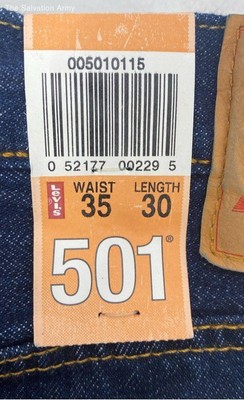 The Salvation Army
005010115
0 52177 00229 5
LEVI'S
WAIST LENGTH
35 30
501®